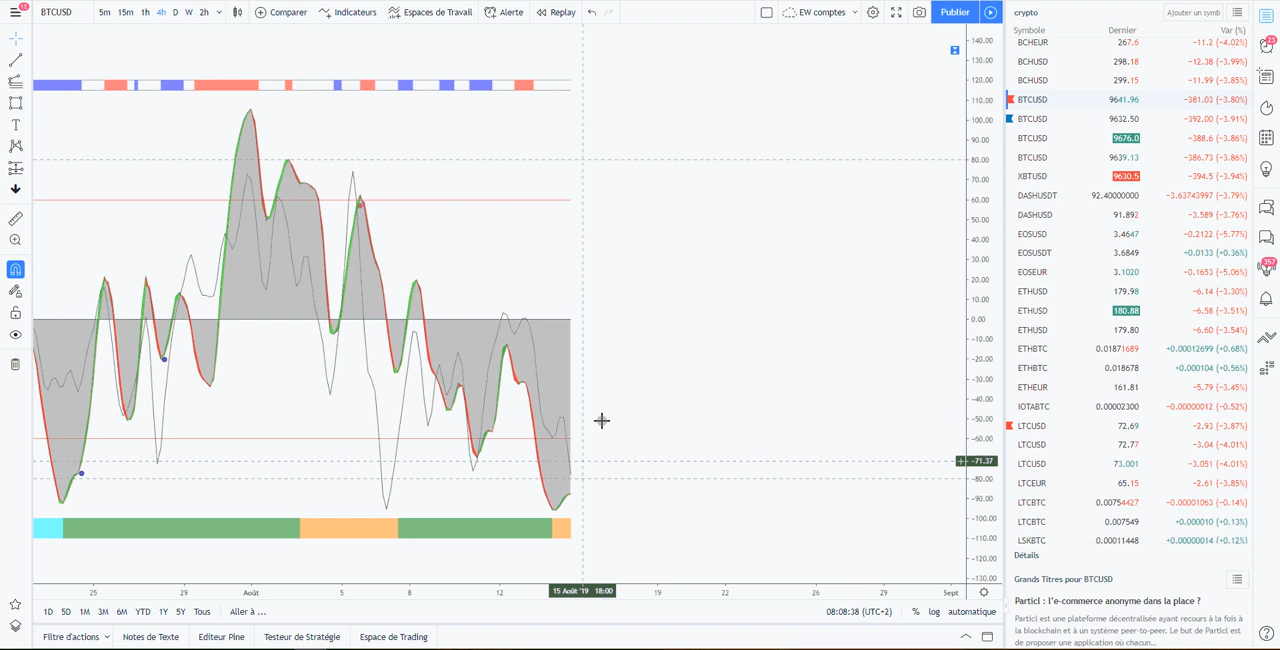 12 BTCUSD 5m 15m 1h 4h D W 2h Comparer Indicateurs Espaces de Travail Alerte Replay EW comptes Publier
crypto Ajouter un symb
Symbole Dernier Var (%)
BCHEUR 267.6 −11.2 (−4.02%)
BCHUSD 298.18 −12.38 (−3.99%)
BCHUSD 299.15 −11.99 (−3.85%)
BTCUSD 9641.96 −381.03 (−3.80%)
BTCUSD 9632.50 −392.00 (−3.91%)
BTCUSD 9676.0 −388.6 (−3.86%)
BTCUSD 9639.13 −386.73 (−3.86%)
XBTUSD 9630.5 −394.5 (−3.94%)
DASHUSDT 92.40000000 −3.63743997 (−3.79%)
DASHUSD 91.892 −3.589 (−3.76%)
EOSUSD 3.4647 −0.2122 (−5.77%)
EOSUSDT 3.6849 +0.0133 (+0.36%)
EOSEUR 3.1020 −0.1653 (−5.06%)
ETHUSD 179.98 −6.14 (−3.30%)
ETHUSD 180.88 −6.58 (−3.51%)
ETHUSD 179.80 −6.60 (−3.54%)
ETHBTC 0.01871689 +0.00012699 (+0.68%)
ETHBTC 0.018678 +0.000104 (+0.56%)
ETHEUR 161.81 −5.79 (−3.45%)
IOTABTC 0.00002300 −0.00000012 (−0.52%)
LTCUSD 72.69 −2.93 (−3.87%)
LTCUSD 72.77 −3.04 (−4.01%)
LTCUSD 73.001 −3.051 (−4.01%)
LTCEUR 65.15 −2.61 (−3.85%)
LTCBTC 0.00754427 −0.00001063 (−0.14%)
LTCBTC 0.007549 +0.000010 (+0.13%)
LSKBTC 0.00011448 +0.00000014 (+0.12%)
Détails
Grands Titres pour BTCUSD
Particl : l'e-commerce anonyme dans la place ?
Particl est une plateforme décentralisée ayant recours à la fois à
la blockchain et à un système peer-to-peer. Le but de Particl est
de proposer une application où chacun...
23
357
140.00
130.00
120.00
110.00
100.00
90.00
80.00
70.00
60.00
50.00
40.00
30.00
20.00
10.00
0.00
−10.00
−20.00
−30.00
−40.00
−50.00
−60.00
−71.37
−80.00
−90.00
−100.00
−110.00
−120.00
−130.00
25 29 Août 5 8 12 15 Août '19 18:00 19 22 26 29 Sept
1D 5D 1M 3M 6M YTD 1Y 5Y Tous Aller à ... 08:08:38 (UTC+2) % log automatique
Filtre d'actions Notes de Texte Editeur Pine Testeur de Stratégie Espace de Trading